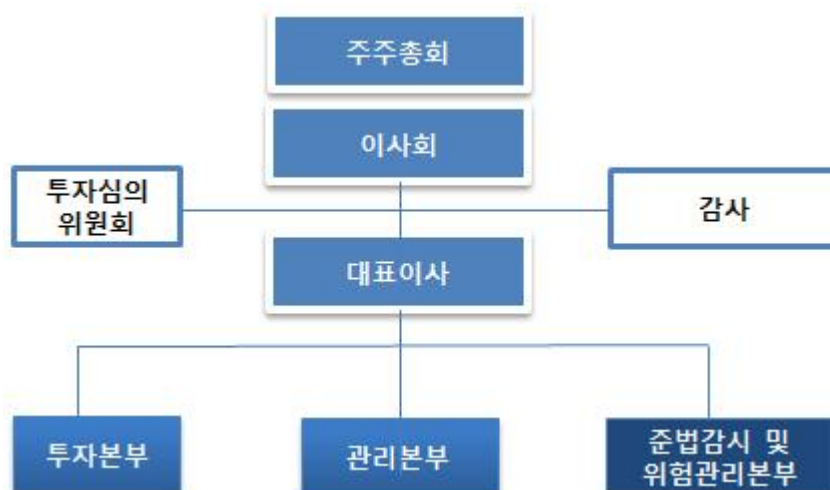 주주총회
이사회
투자심의
위원회
감사
대표이사
투자본부
관리본부
준법감시 및
위험관리본부